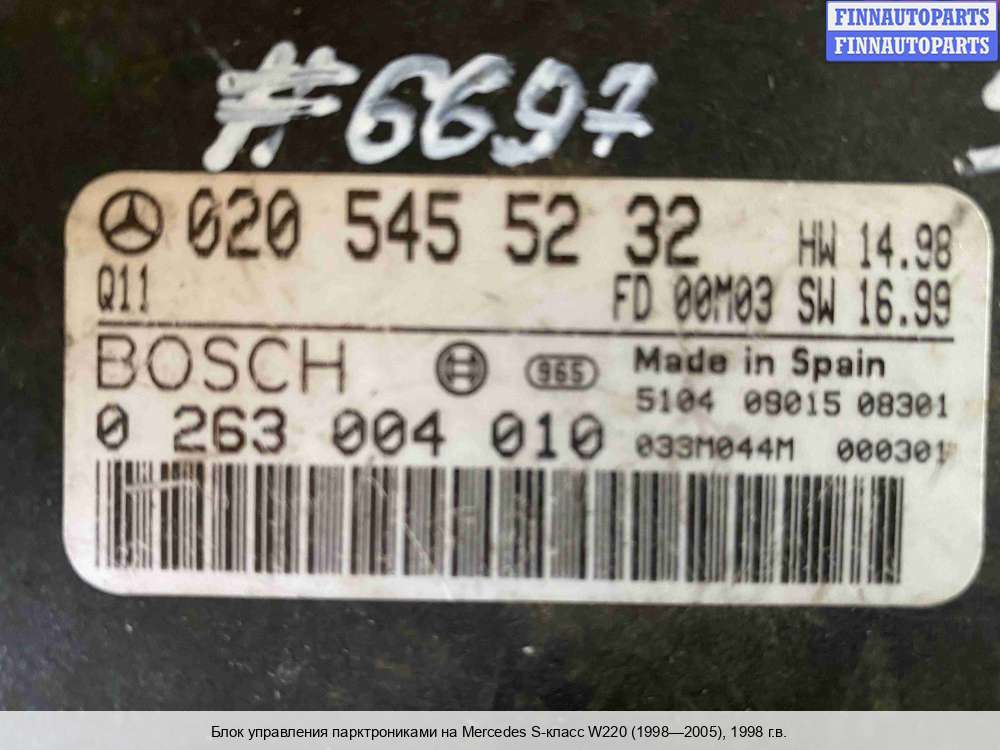 FINNAUTOPARTS
FINNAUTOPARTS
#6697
020 545 52 32 HW 14.98
Q11 FD 00M03 SW 16.99
BOSCH 965 Made in Spain
5104 09015 08301
0 263 004 010 033M044M 000301
Блок управления парктрониками на Mercedes S-класс W220 (1998—2005), 1998 г.в.